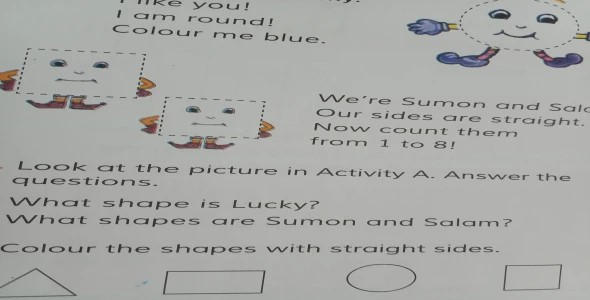 I like you!
I am round!
Colour me blue.
We're Sumon and
Our sides are straight.
Now count them
from 1 to 8!
Look at the picture in Activity A. Answer the
questions.
What shape is Lucky?
What shapes are Sumon and Salam?
Colour the shapes with straight sides.